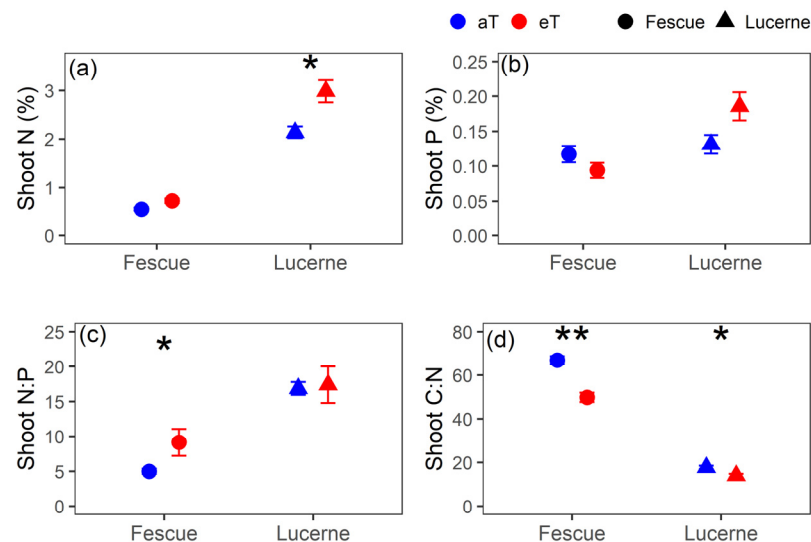 aT eT Fescue Lucerne
(a) *
Shoot N (%)
3
2
1
0
Fescue Lucerne
(b)
Shoot P (%)
0.25
0.20
0.15
0.10
0.05
0.00
Fescue Lucerne
(c) *
Shoot N:P
25
20
15
10
5
0
Fescue Lucerne
(d) ** *
Shoot C:N
80
60
40
20
0
Fescue Lucerne